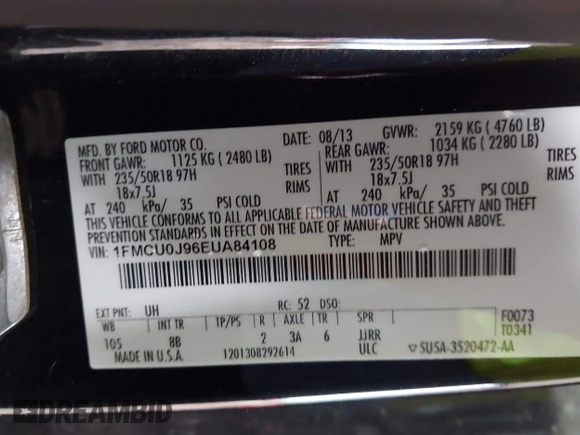 MFD. BY FORD MOTOR CO.
DATE: 08/13 GVWR: 2159 KG ( 4760 LB)
FRONT GAWR: 1125 KG ( 2480 LB) REAR GAWR: 1034 KG ( 2280 LB)
WITH 235/50R18 97H TIRES WITH 235/50R18 97H TIRES
18x7.5J RIMS 18x7.5J RIMS
AT 240 kPa/ 35 PSI COLD AT 240 kPa/ 35 PSI COLD
THIS VEHICLE CONFORMS TO ALL APPLICABLE FEDERAL MOTOR VEHICLE SAFETY AND THEFT
PREVENTION STANDARDS IN EFFECT ON THE DATE OF MANUFACTURE SHOWN ABOVE.
VIN: 1FMCU0J96EUA84108 TYPE: MPV
EXT PNT: UH RC: 52 DSO: F0073
WB INT TR TP/PS R AXLE TR SPR T0341
105 8B 2 3A 6 JJRR
MADE IN U.S.A. 1201308292614 ULC ▽5U5A-3520472-AA
DREAMBID